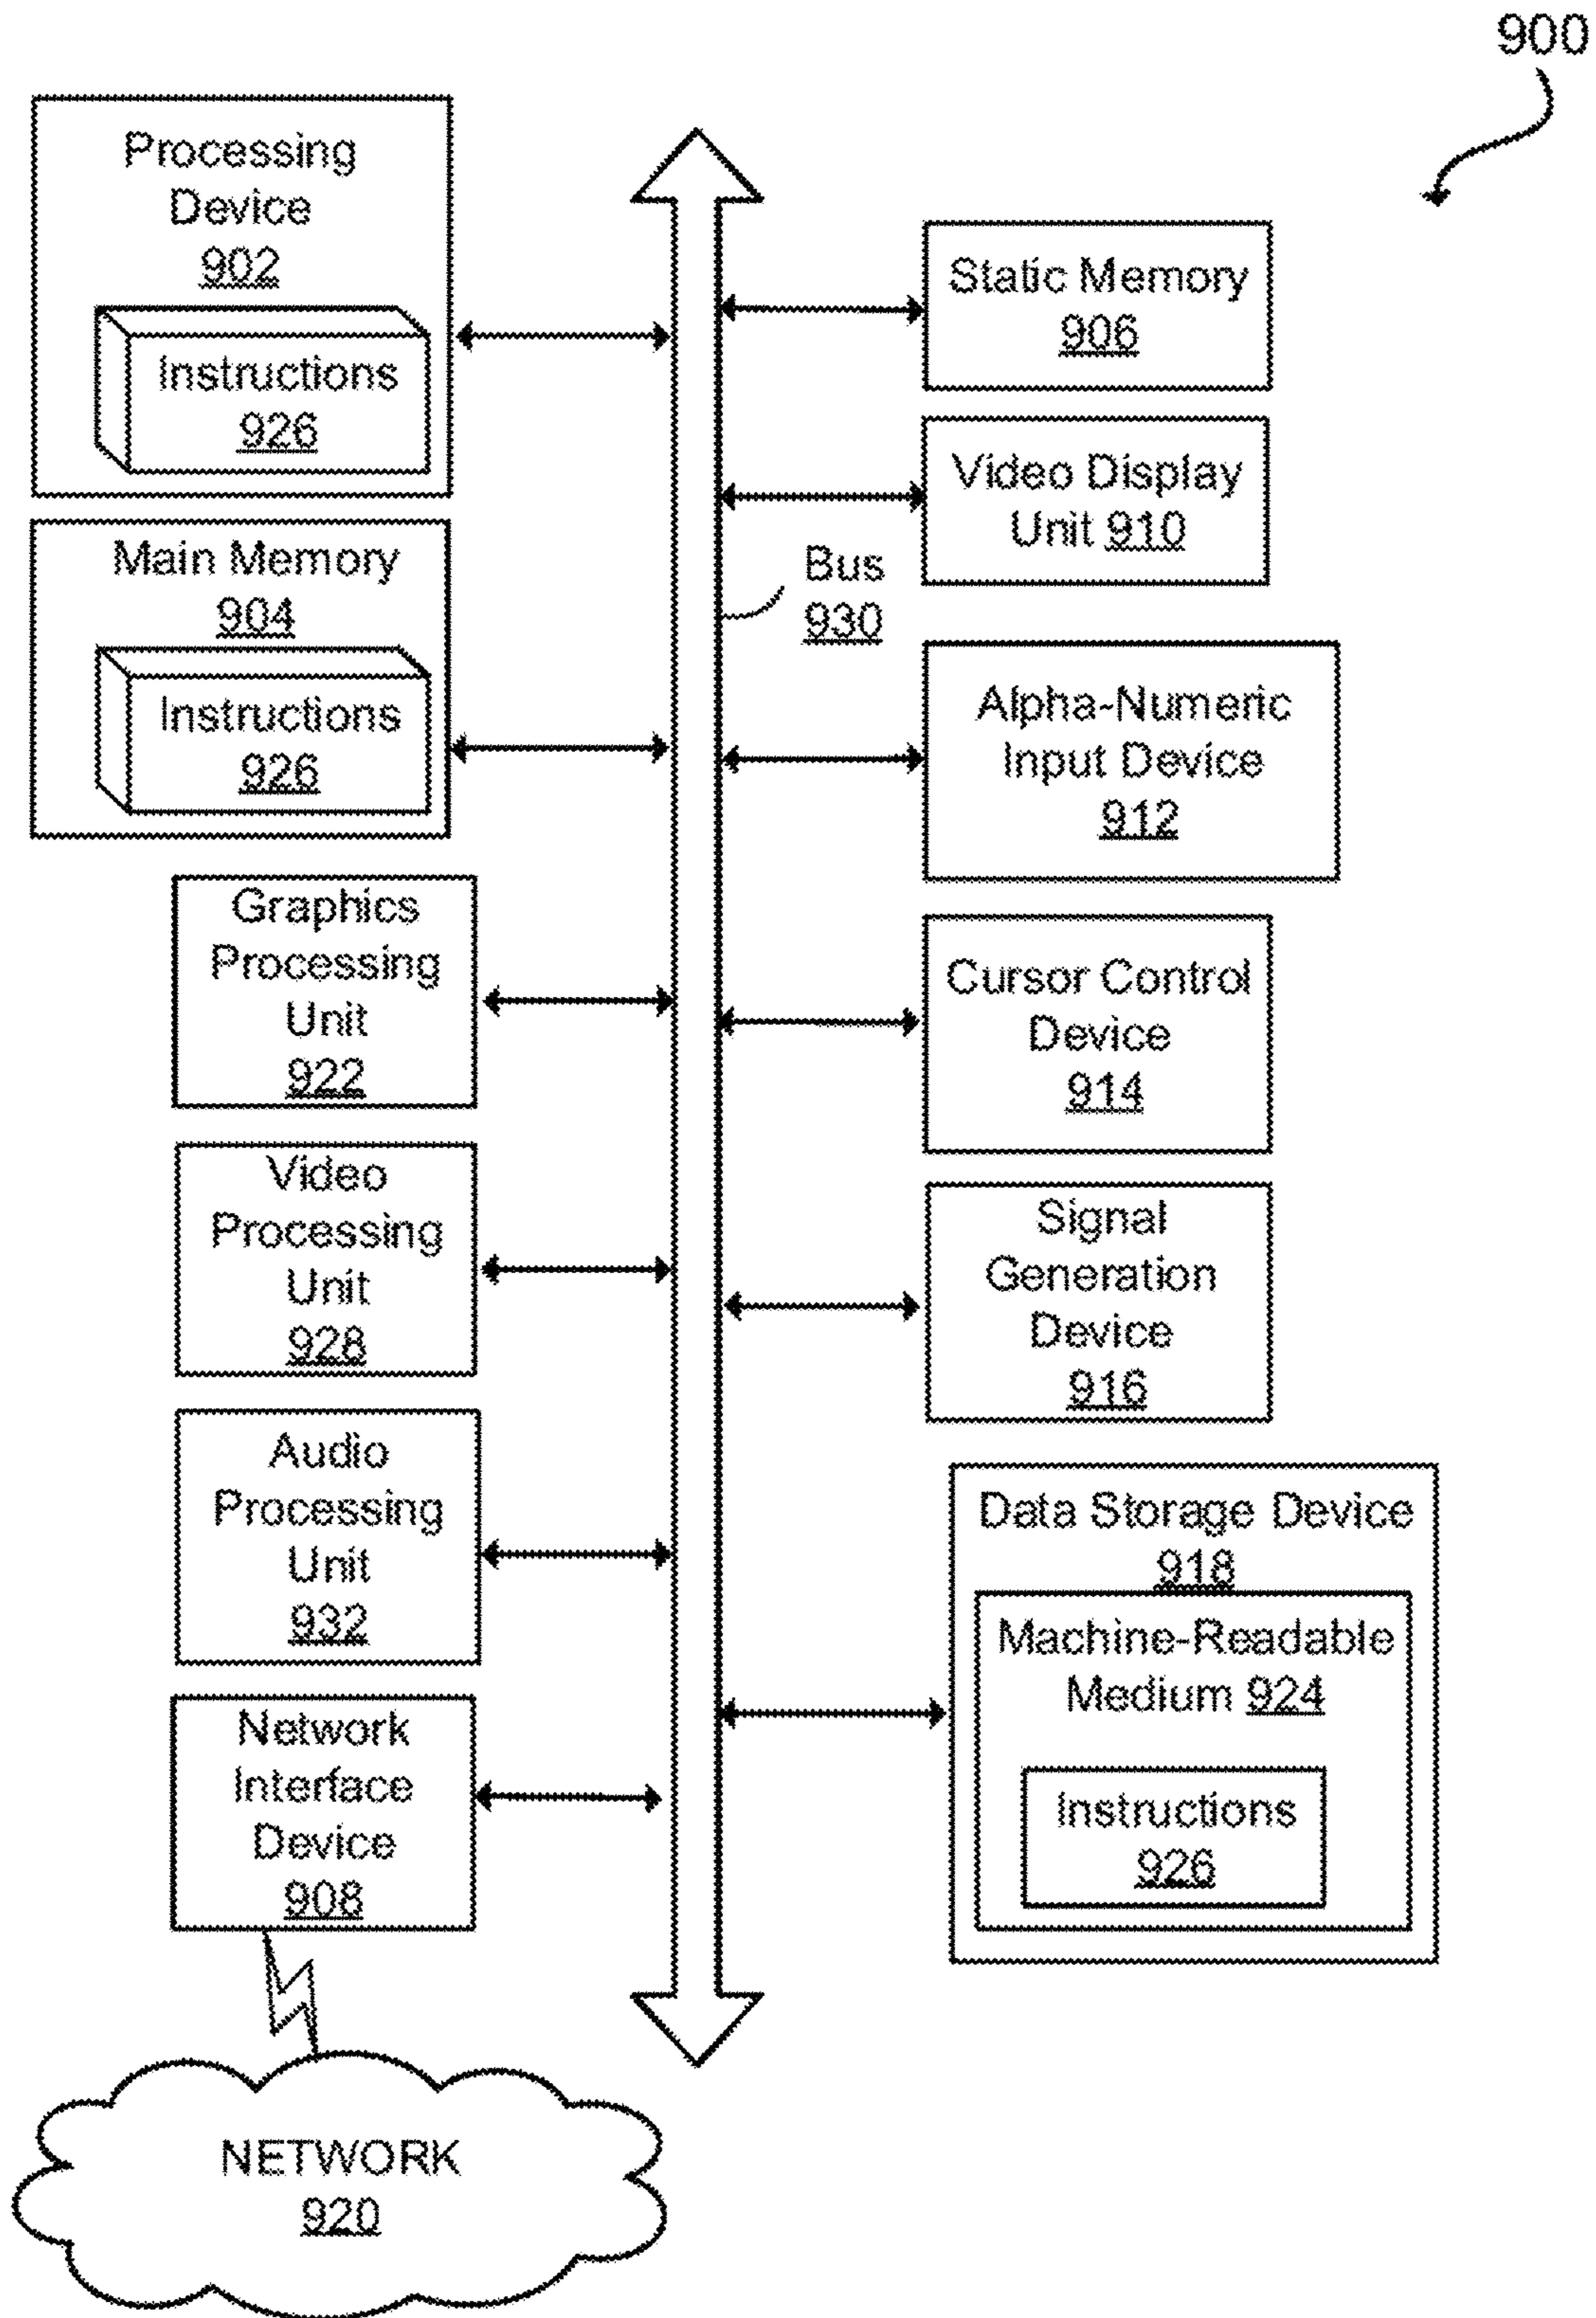 900
Processing
Device
902
Instructions
926
Main Memory
904
Instructions
926
Graphics
Processing
Unit
922
Video
Processing
Unit
928
Audio
Processing
Unit
932
Network
Interface
Device
908
NETWORK
920
Bus
930
Static Memory
906
Video Display
Unit 910
Alpha-Numeric
Input Device
912
Cursor Control
Device
914
Signal
Generation
Device
916
Data Storage Device
918
Machine-Readable
Medium 924
Instructions
926